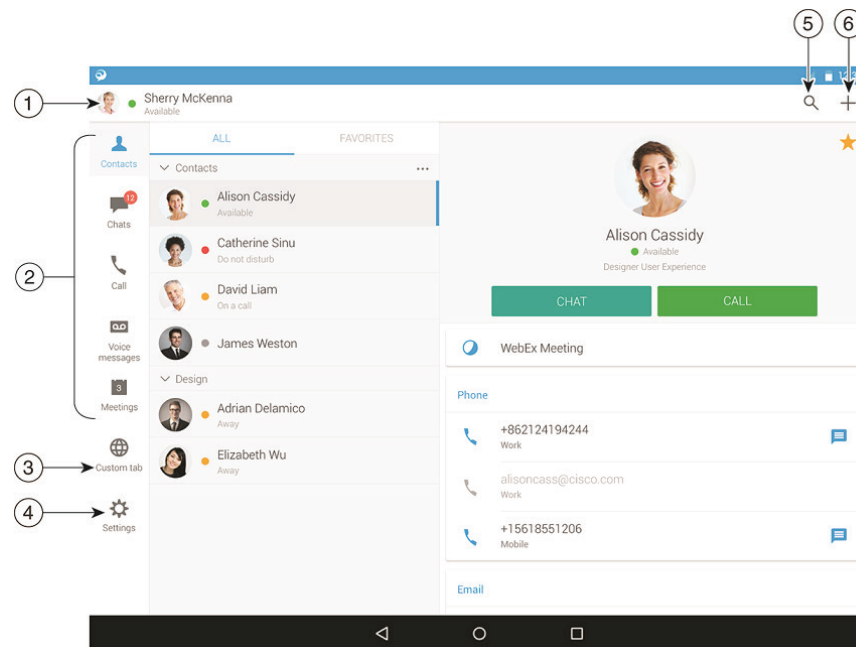 5
6
1
Sherry McKenna
Available
2
Contacts
12
Chats
Call
Voice
messages
3
Meetings
3
Custom tab
4
Settings
ALL
FAVORITES
Contacts
Alison Cassidy
Available
Catherine Sinu
Do not disturb
David Liam
On a call
James Weston
Design
Adrian Delamico
Away
Elizabeth Wu
Away
Alison Cassidy
Available
Designer User Experience
CHAT
CALL
WebEx Meeting
Phone
+862124194244
Work
alisoncass@cisco.com
Work
+15618551206
Mobile
Email